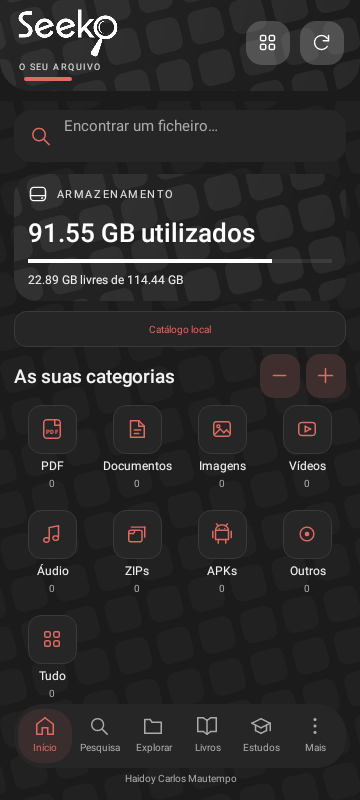 Seeko
O SEU ARQUIVO
Encontrar um ficheiro...
ARMAZENAMENTO
91.55 GB utilizados
22.89 GB livres de 114.44 GB
Catálogo local
As suas categorias
PDF
PDF Documentos Imagens Vídeos
0 0 0 0
Áudio ZIPs APKs Outros
0 0 0 0
Tudo
0
Início Pesquisa Explorar Livros Estudos Mais
Haidoy Carlos Mautempo